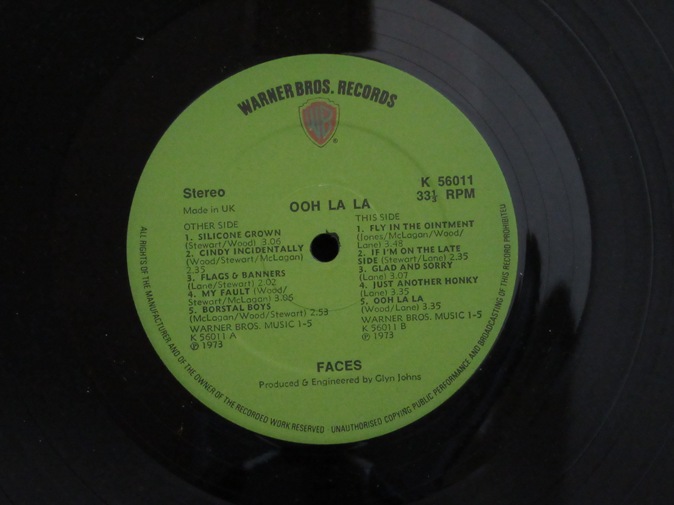 WARNER BROS. RECORDS
WB
®
Stereo
K 56011
33⅓ RPM
Made in UK
OOH LA LA
OTHER SIDE
1. SILICONE GROWN
(Stewart/Wood) 3.06
2. CINDY INCIDENTALLY
(Wood/Stewart/McLagan)
2.35
3. FLAGS & BANNERS
(Lane/Stewart) 2.02
4. MY FAULT (Wood/
Stewart/McLagan) 3.06
5. BORSTAL BOYS
(McLagan/Wood/Stewart) 2:53
WARNER BROS. MUSIC 1-5
K 56011 A
℗ 1973
THIS SIDE
1. FLY IN THE OINTMENT
(Jones/McLagan/Wood/
Lane) 3.48
2. IF I'M ON THE LATE
SIDE (Stewart/Lane) 2.35
3. GLAD AND SORRY
(Lane) 3.07
4. JUST ANOTHER HONKY
(Lane) 3.35
5. OOH LA LA
(Wood/Lane) 3.35
WARNER BROS. MUSIC 1-5
K 56011 B
℗ 1973
FACES
Produced & Engineered by Glyn Johns
ALL RIGHTS OF THE MANUFACTURER AND OF THE OWNER OF THE RECORDED WORK RESERVED · UNAUTHORISED COPYING PUBLIC PERFORMANCE AND BROADCASTING OF THIS RECORD PROHIBITED